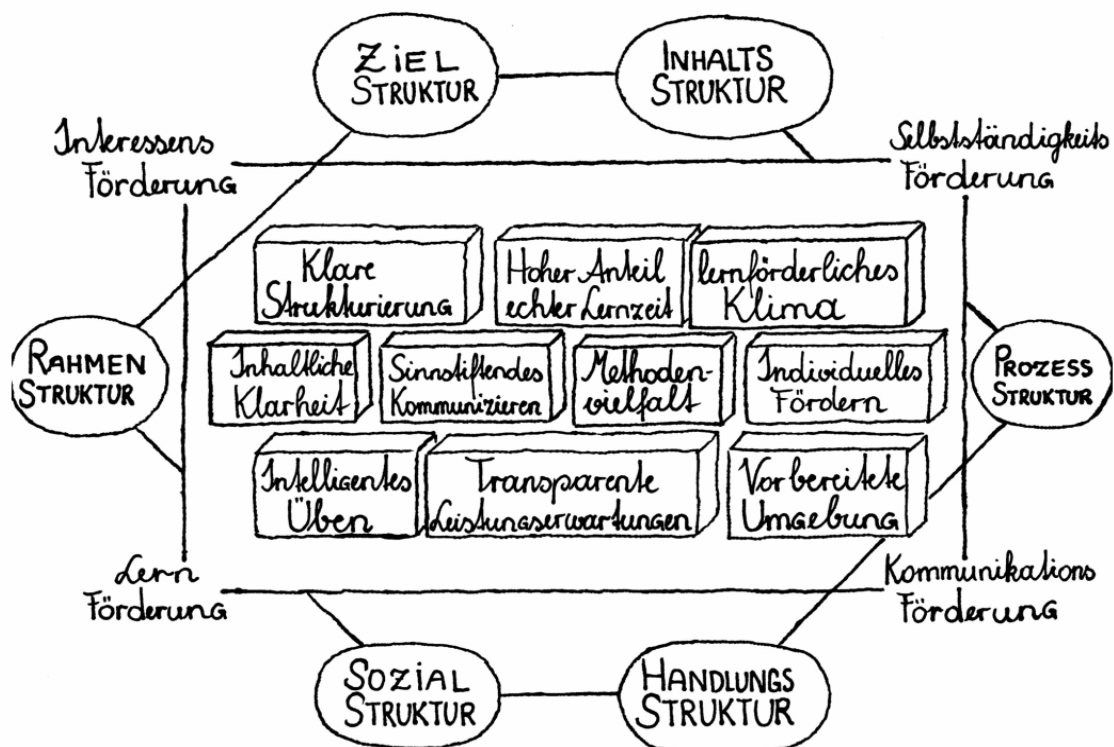 ZIEL
STRUKTUR
INHALTS
STRUKTUR
Interessens
Förderung
Selbstständigkeits
Förderung
Klare
Strukturierung
Hoher Anteil
echter Lernzeit
lernförderliches
Klima
RAHMEN
STRUKTUR
Inhaltliche
Klarheit
Sinnstiftendes
Kommunizieren
Methoden-
vielfalt
Individuelles
Fördern
PROZESS
STRUKTUR
Intelligentes
Üben
Transparente
Leistungserwartungen
Vorbereitete
Umgebung
Lern
Förderung
Kommunikations
Förderung
SOZIAL
STRUKTUR
HANDLUNGS
STRUKTUR